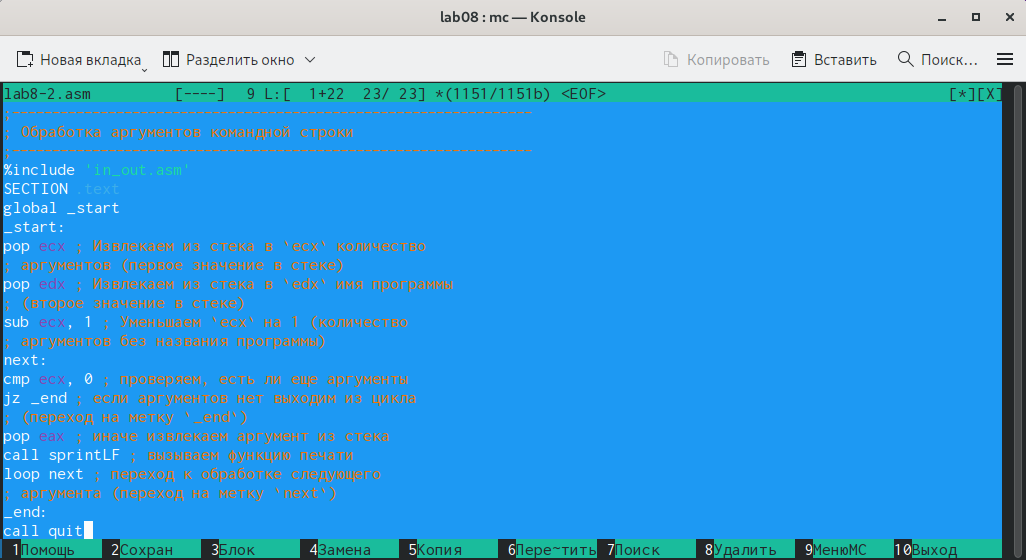 lab08 : mc — Konsole
Новая вкладка Разделить окно Копировать Вставить Поиск...
lab8-2.asm [----] 9 L:[ 1+22 23/ 23] *(1151/1151b) <EOF> [*][X]
;----------------------------------------------------------
; Обработка аргументов командной строки
;----------------------------------------------------------
%include 'in_out.asm'
SECTION .text
global _start
_start:
pop ecx ; Извлекаем из стека в `ecx` количество
; аргументов (первое значение в стеке)
pop edx ; Извлекаем из стека в `edx` имя программы
; (второе значение в стеке)
sub ecx, 1 ; Уменьшаем `ecx` на 1 (количество
; аргументов без названия программы)
next:
cmp ecx, 0 ; проверяем, есть ли еще аргументы
jz _end ; если аргументов нет выходим из цикла
; (переход на метку `_end`)
pop eax ; иначе извлекаем аргумент из стека
call sprintLF ; вызываем функцию печати
loop next ; переход к обработке следующего
; аргумента (переход на метку `next`)
_end:
call quit
1Помощь 2Сохран 3Блок 4Замена 5Копия 6Пере~тить 7Поиск 8Удалить 9МенюМС 10Выход